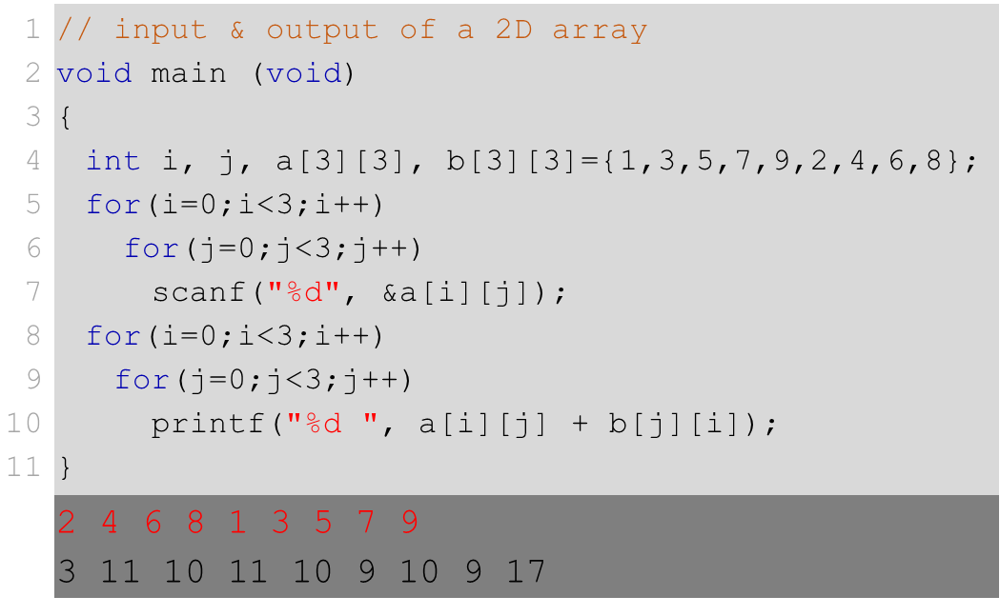 1 // input & output of a 2D array
2 void main (void)
3 {
4 int i, j, a[3][3], b[3][3]={1,3,5,7,9,2,4,6,8};
5 for(i=0;i<3;i++)
6 for(j=0;j<3;j++)
7 scanf("%d", &a[i][j]);
8 for(i=0;i<3;i++)
9 for(j=0;j<3;j++)
10 printf("%d ", a[i][j] + b[j][i]);
11 }
2 4 6 8 1 3 5 7 9
3 11 10 11 10 9 10 9 17